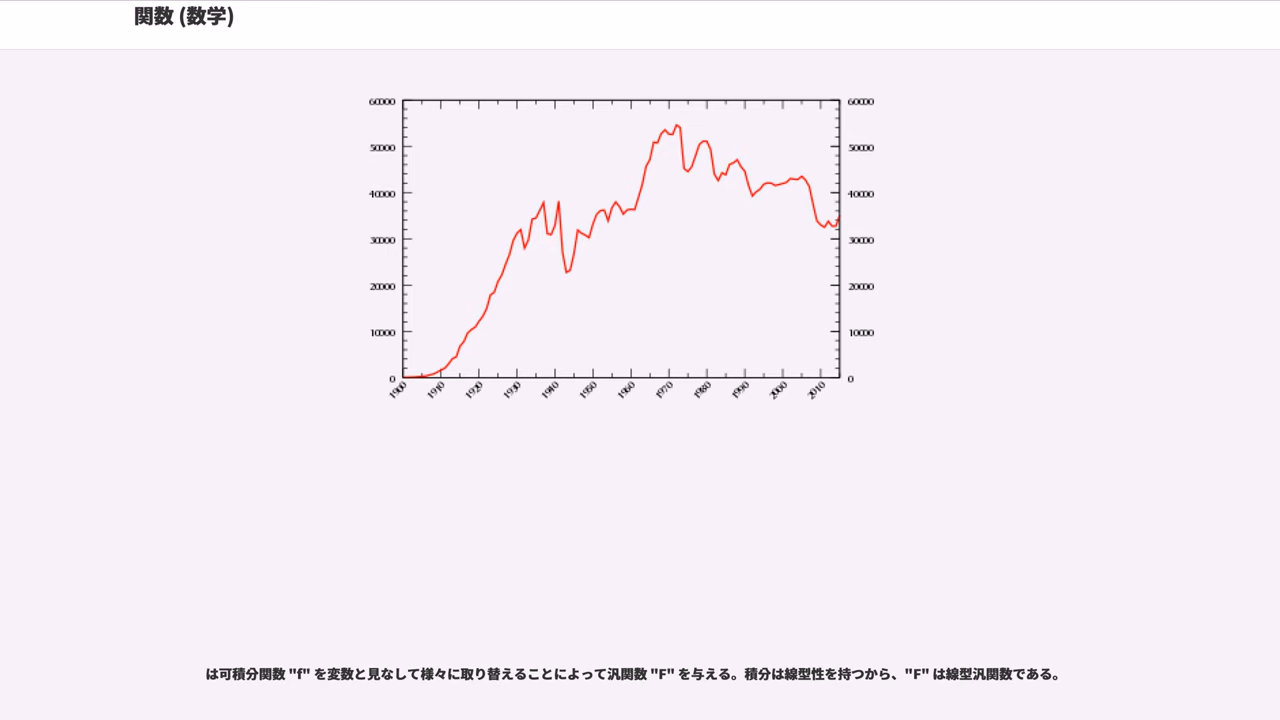 関数 (数学)
60000 60000
50000 50000
40000 40000
30000 30000
20000 20000
10000 10000
0 0
1900 1910 1920 1930 1940 1950 1960 1970 1980 1990 2000 2010
は可積分関数 "f" を変数と見なして様々に取り替えることによって汎関数 "F" を与える。積分は線型性を持つから、"F" は線型汎関数である。